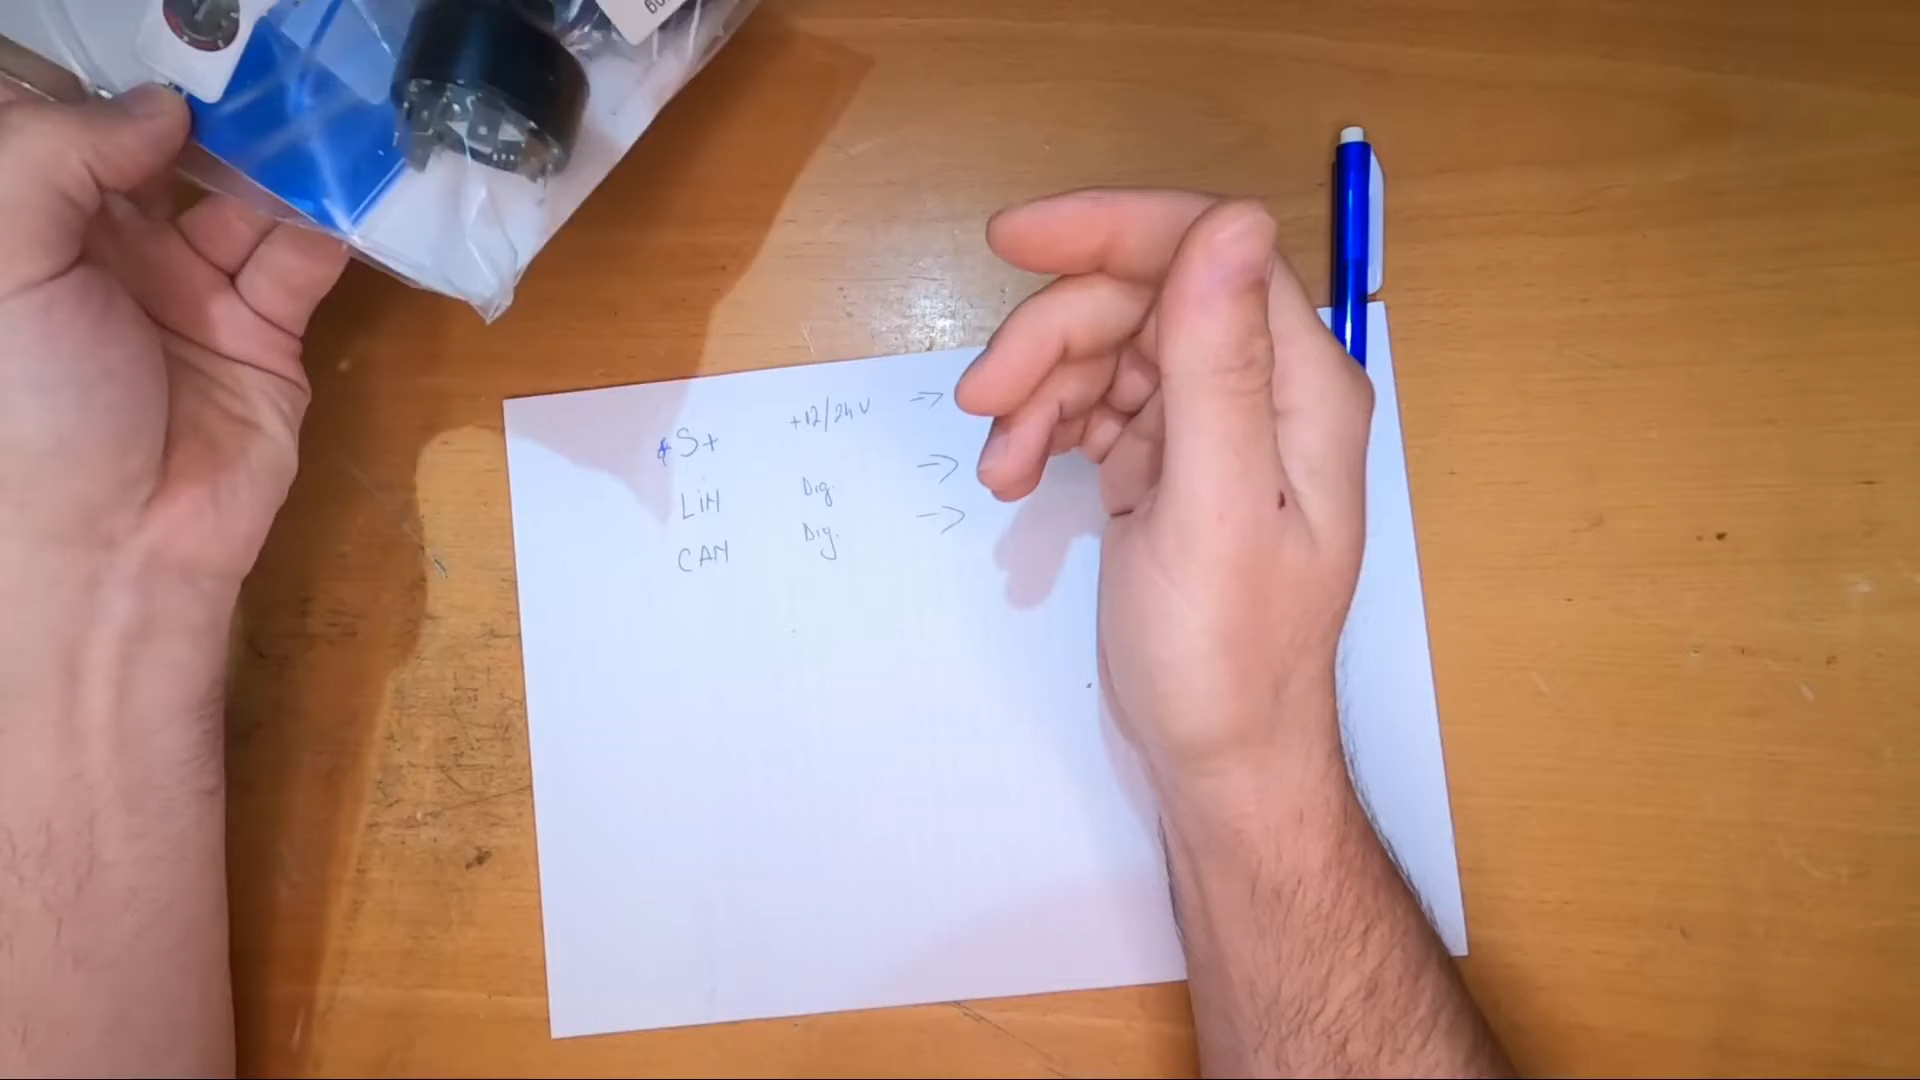 S+ +12/24V →
LiN Dig. →
CAN Dig. →